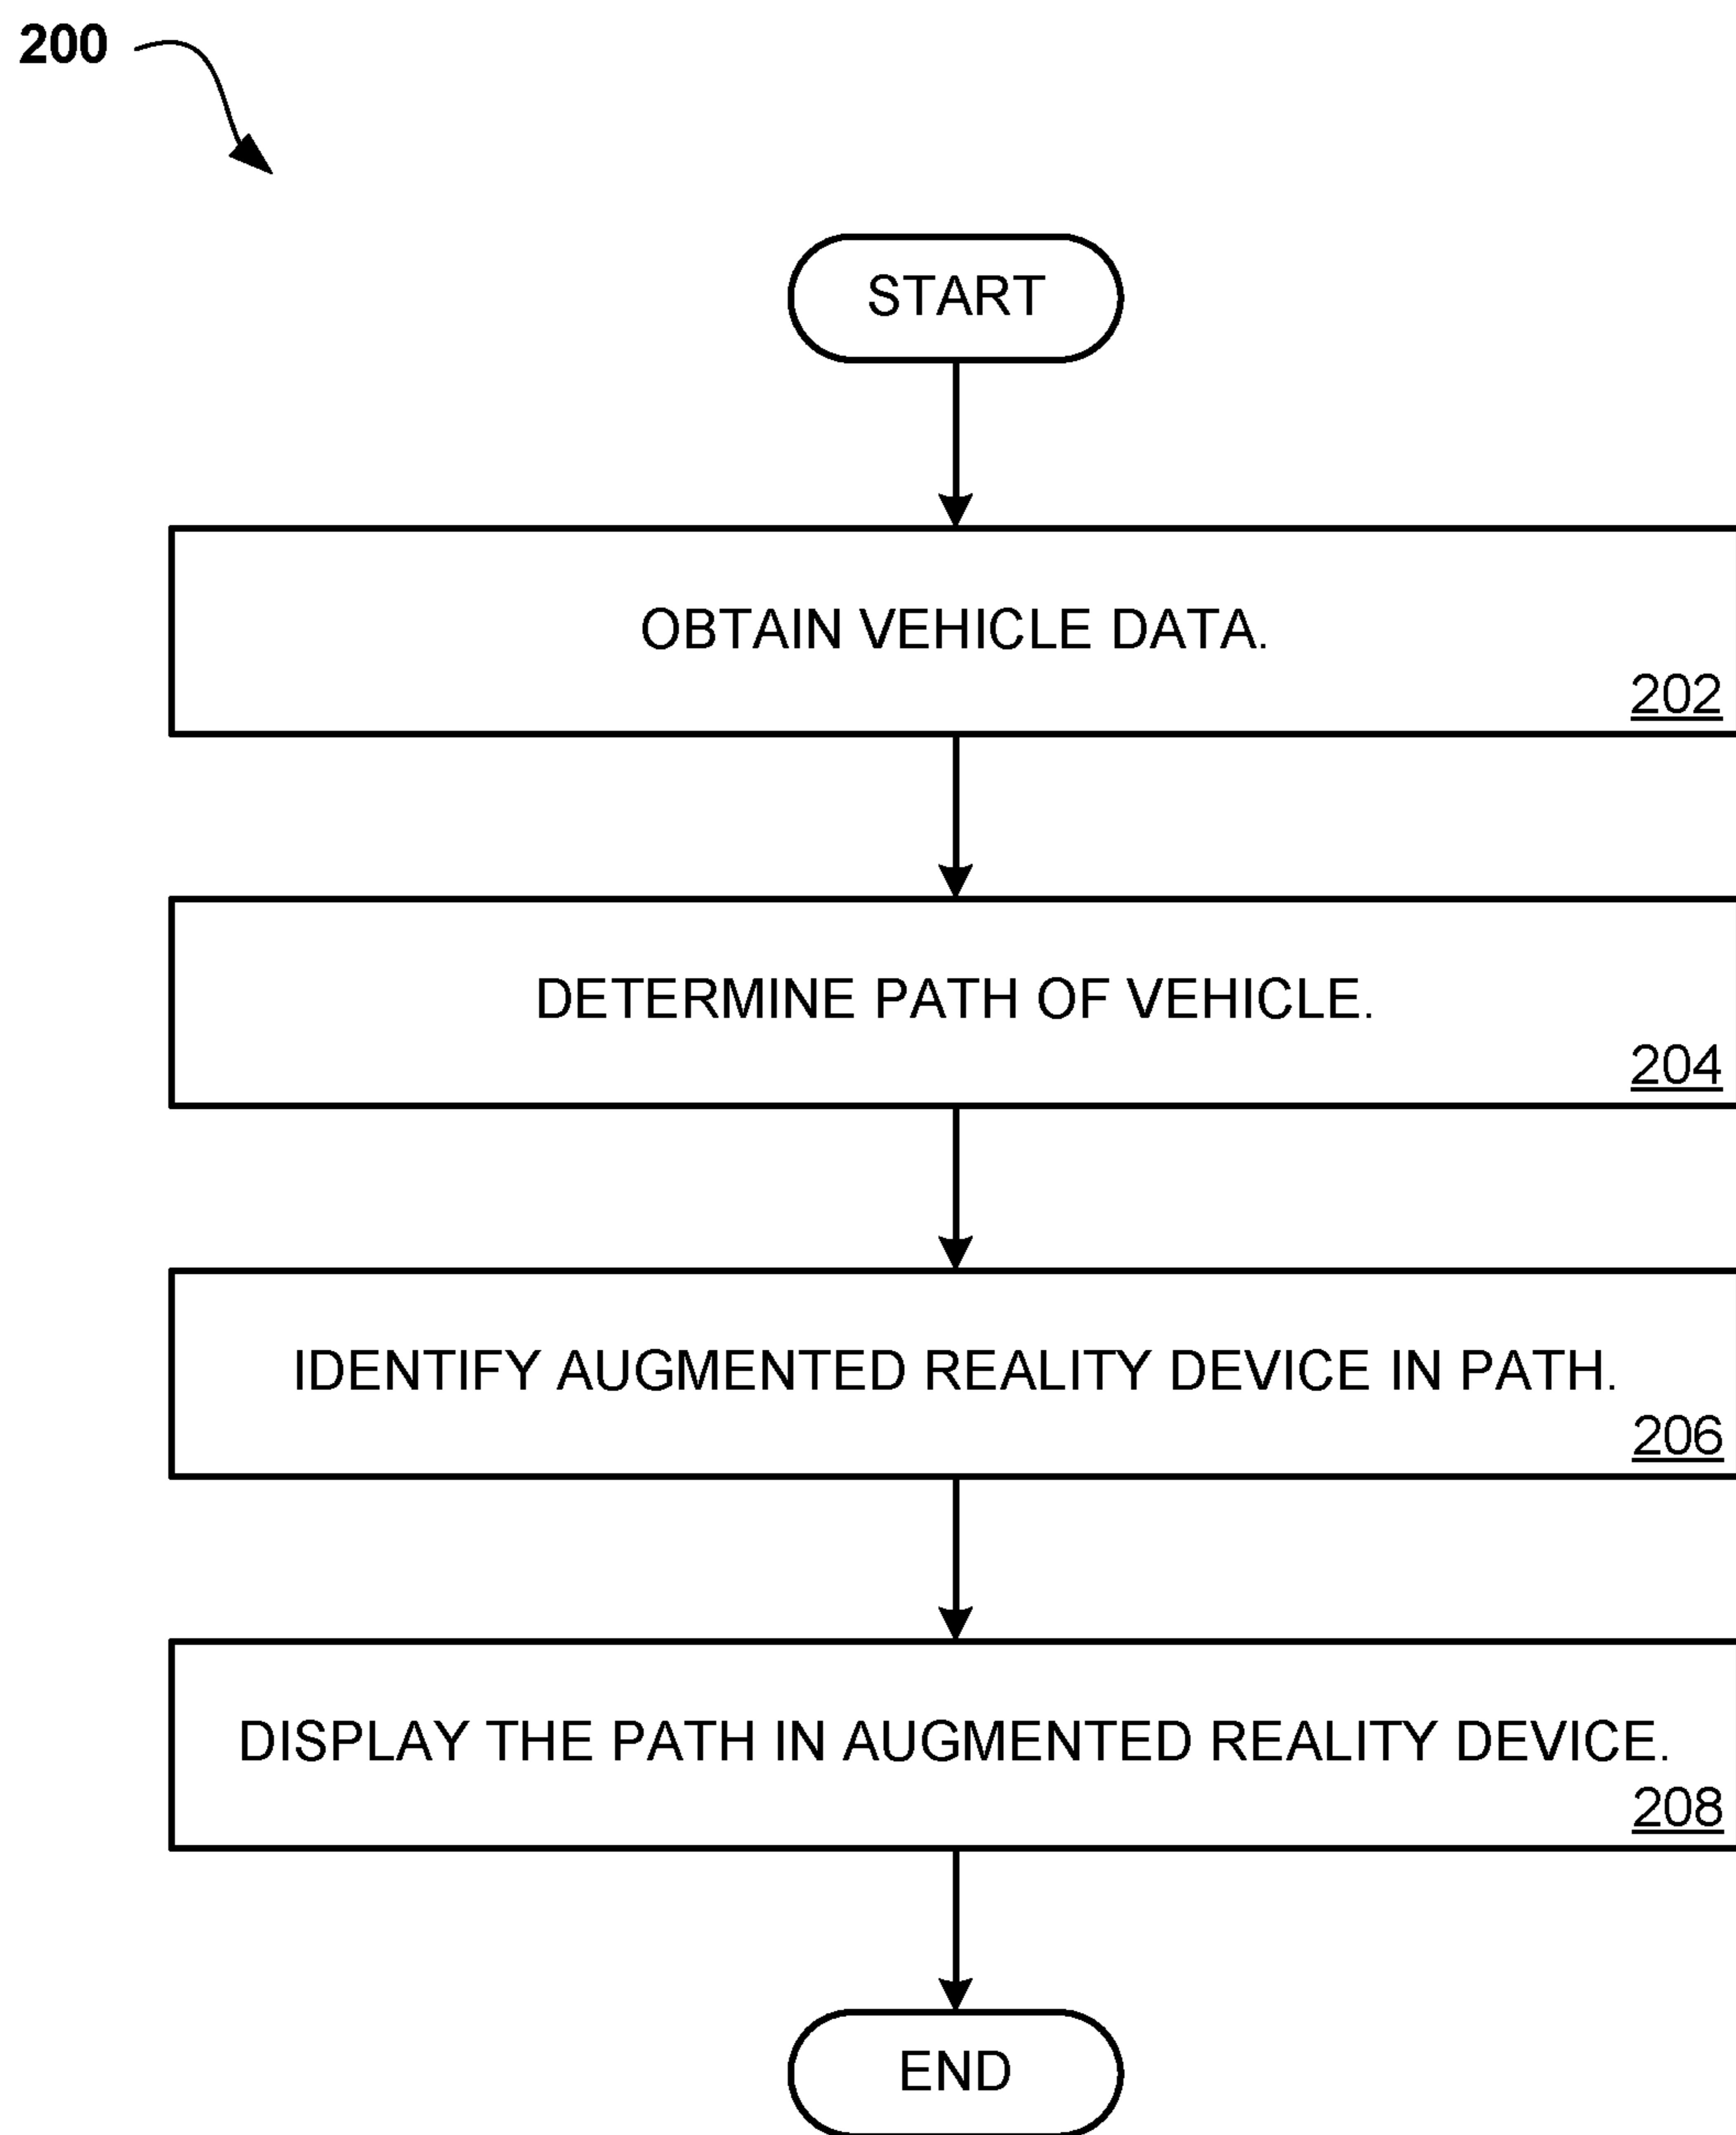 200
START
OBTAIN VEHICLE DATA.
202
DETERMINE PATH OF VEHICLE.
204
IDENTIFY AUGMENTED REALITY DEVICE IN PATH.
206
DISPLAY THE PATH IN AUGMENTED REALITY DEVICE.
208
END